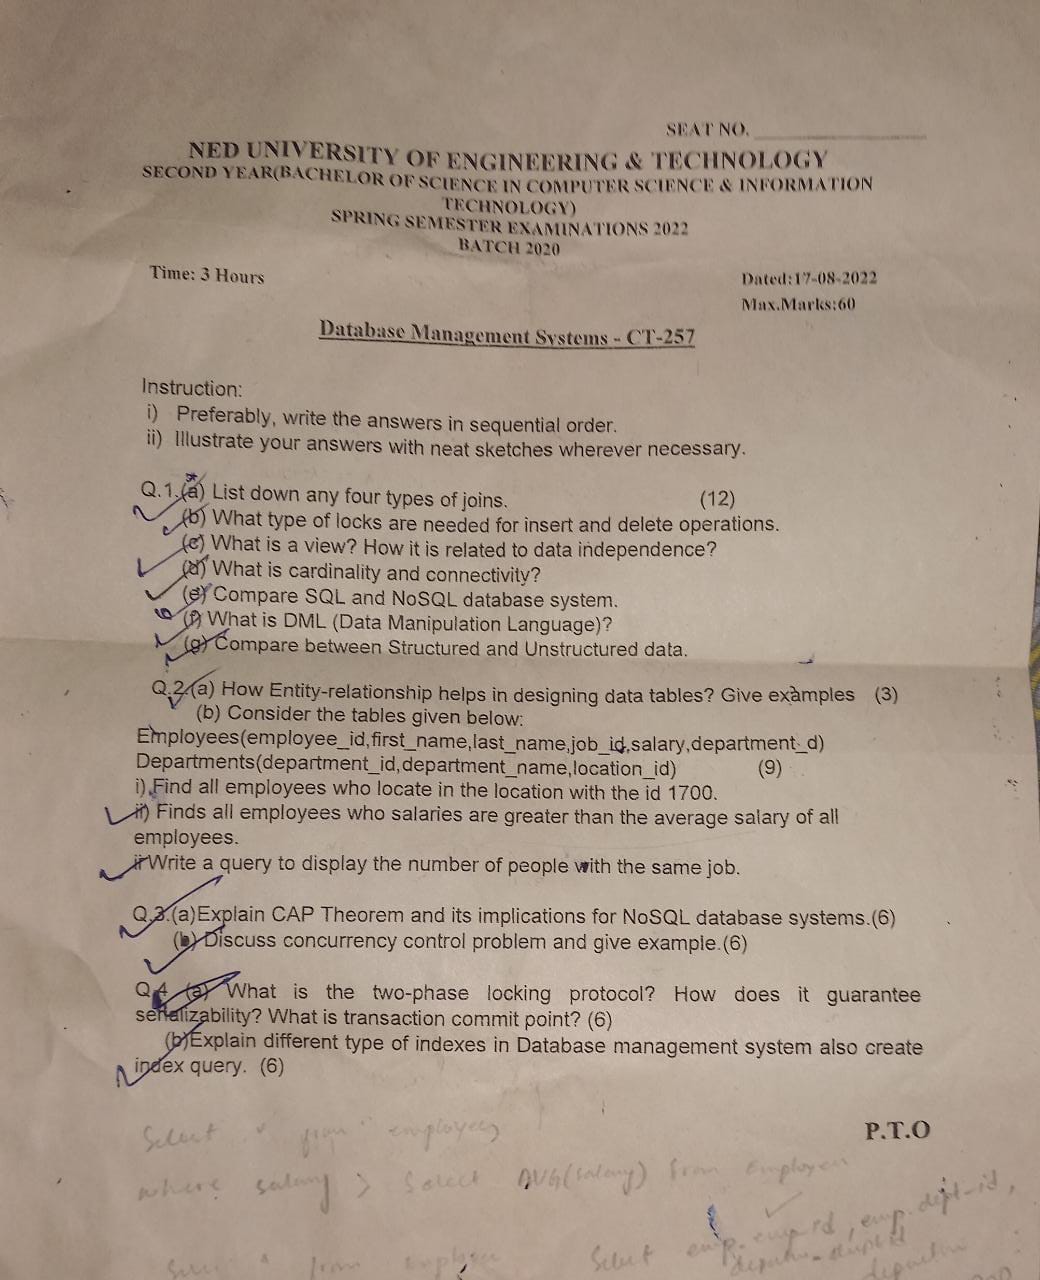 SEAT NO.
NED UNIVERSITY OF ENGINEERING & TECHNOLOGY
SECOND YEAR(BACHELOR OF SCIENCE IN COMPUTER SCIENCE & INFORMATION
TECHNOLOGY)
SPRING SEMESTER EXAMINATIONS 2022
BATCH 2020
Time: 3 Hours
Dated:17-08-2022
Max.Marks:60
Database Management Systems - CT-257
Instruction:
i) Preferably, write the answers in sequential order.
ii) Illustrate your answers with neat sketches wherever necessary.
Q.1.(a) List down any four types of joins. (12)
(b) What type of locks are needed for insert and delete operations.
(c) What is a view? How it is related to data independence?
(d) What is cardinality and connectivity?
(e) Compare SQL and NoSQL database system.
(f) What is DML (Data Manipulation Language)?
(g) Compare between Structured and Unstructured data.
Q.2.(a) How Entity-relationship helps in designing data tables? Give examples (3)
(b) Consider the tables given below:
Employees(employee_id,first_name,last_name,job_id,salary,department_d)
Departments(department_id,department_name,location_id) (9)
i).Find all employees who locate in the location with the id 1700.
ii) Finds all employees who salaries are greater than the average salary of all
employees.
Write a query to display the number of people with the same job.
Q.3.(a)Explain CAP Theorem and its implications for NoSQL database systems.(6)
(b) Discuss concurrency control problem and give example.(6)
Q.4 (a) What is the two-phase locking protocol? How does it guarantee
serializability? What is transaction commit point? (6)
(b)Explain different type of indexes in Database management system also create
index query. (6)
P.T.O
Select from employees
where salary > Select AVG(salary) from Employee
Select emp. , emp. dept-id,
from